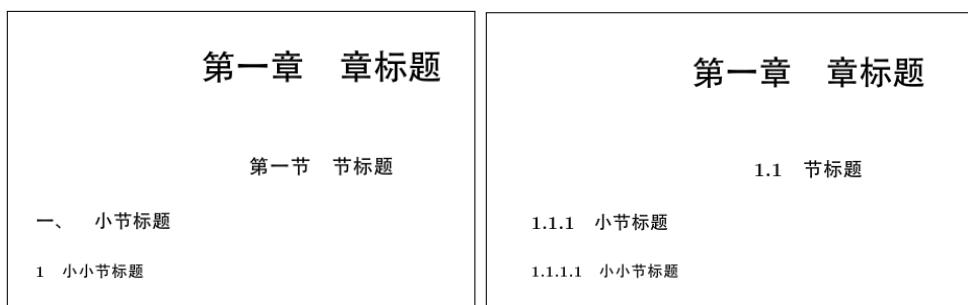 第一章 章标题
第一节 节标题
一、 小节标题
1 小小节标题
第一章 章标题
1.1 节标题
1.1.1 小节标题
1.1.1.1 小小节标题